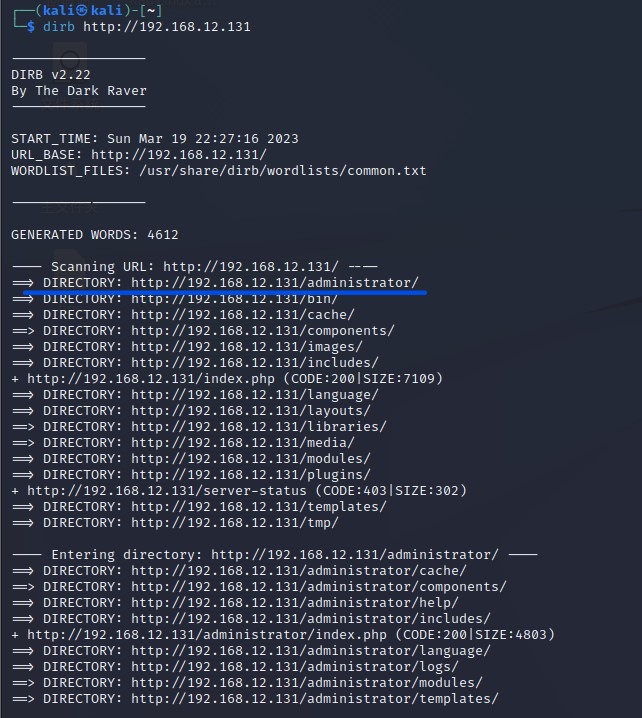 ┌──(kali㉿kali)-[~]
└─$ dirb http://192.168.12.131
-----------------
DIRB v2.22
By The Dark Raver
-----------------
START_TIME: Sun Mar 19 22:27:16 2023
URL_BASE: http://192.168.12.131/
WORDLIST_FILES: /usr/share/dirb/wordlists/common.txt
-----------------
GENERATED WORDS: 4612
---- Scanning URL: http://192.168.12.131/ ----
==> DIRECTORY: http://192.168.12.131/administrator/
==> DIRECTORY: http://192.168.12.131/bin/
==> DIRECTORY: http://192.168.12.131/cache/
==> DIRECTORY: http://192.168.12.131/components/
==> DIRECTORY: http://192.168.12.131/images/
==> DIRECTORY: http://192.168.12.131/includes/
+ http://192.168.12.131/index.php (CODE:200|SIZE:7109)
==> DIRECTORY: http://192.168.12.131/language/
==> DIRECTORY: http://192.168.12.131/layouts/
==> DIRECTORY: http://192.168.12.131/libraries/
==> DIRECTORY: http://192.168.12.131/media/
==> DIRECTORY: http://192.168.12.131/modules/
==> DIRECTORY: http://192.168.12.131/plugins/
+ http://192.168.12.131/server-status (CODE:403|SIZE:302)
==> DIRECTORY: http://192.168.12.131/templates/
==> DIRECTORY: http://192.168.12.131/tmp/
---- Entering directory: http://192.168.12.131/administrator/ ----
==> DIRECTORY: http://192.168.12.131/administrator/cache/
==> DIRECTORY: http://192.168.12.131/administrator/components/
==> DIRECTORY: http://192.168.12.131/administrator/help/
==> DIRECTORY: http://192.168.12.131/administrator/includes/
+ http://192.168.12.131/administrator/index.php (CODE:200|SIZE:4803)
==> DIRECTORY: http://192.168.12.131/administrator/language/
==> DIRECTORY: http://192.168.12.131/administrator/logs/
==> DIRECTORY: http://192.168.12.131/administrator/modules/
==> DIRECTORY: http://192.168.12.131/administrator/templates/